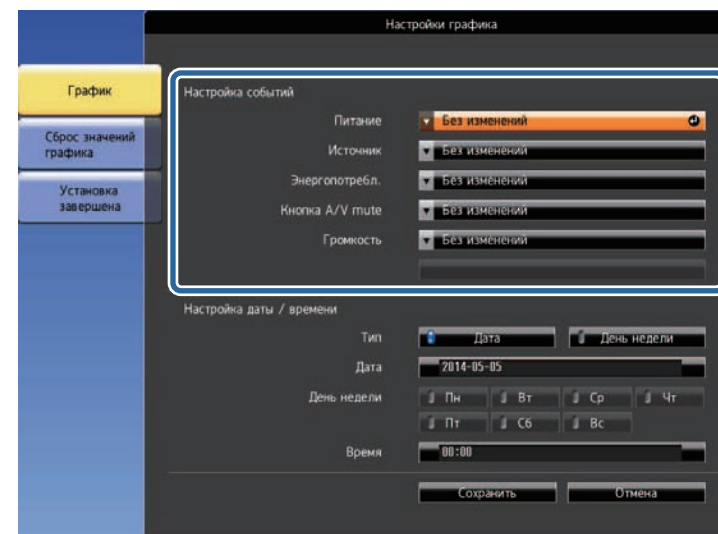 Настройки графика
График
Сброс значений
графика
Установка
завершена
Настройка событий
Питание Без изменений
Источник Без изменений
Энергопотребл. Без изменений
Кнопка A/V mute Без изменений
Громкость Без изменений
Настройка даты / времени
Тип Дата День недели
Дата 2014-05-05
День недели Пн Вт Ср Чт
Пт Сб Вс
Время 00:00
Сохранить Отмена